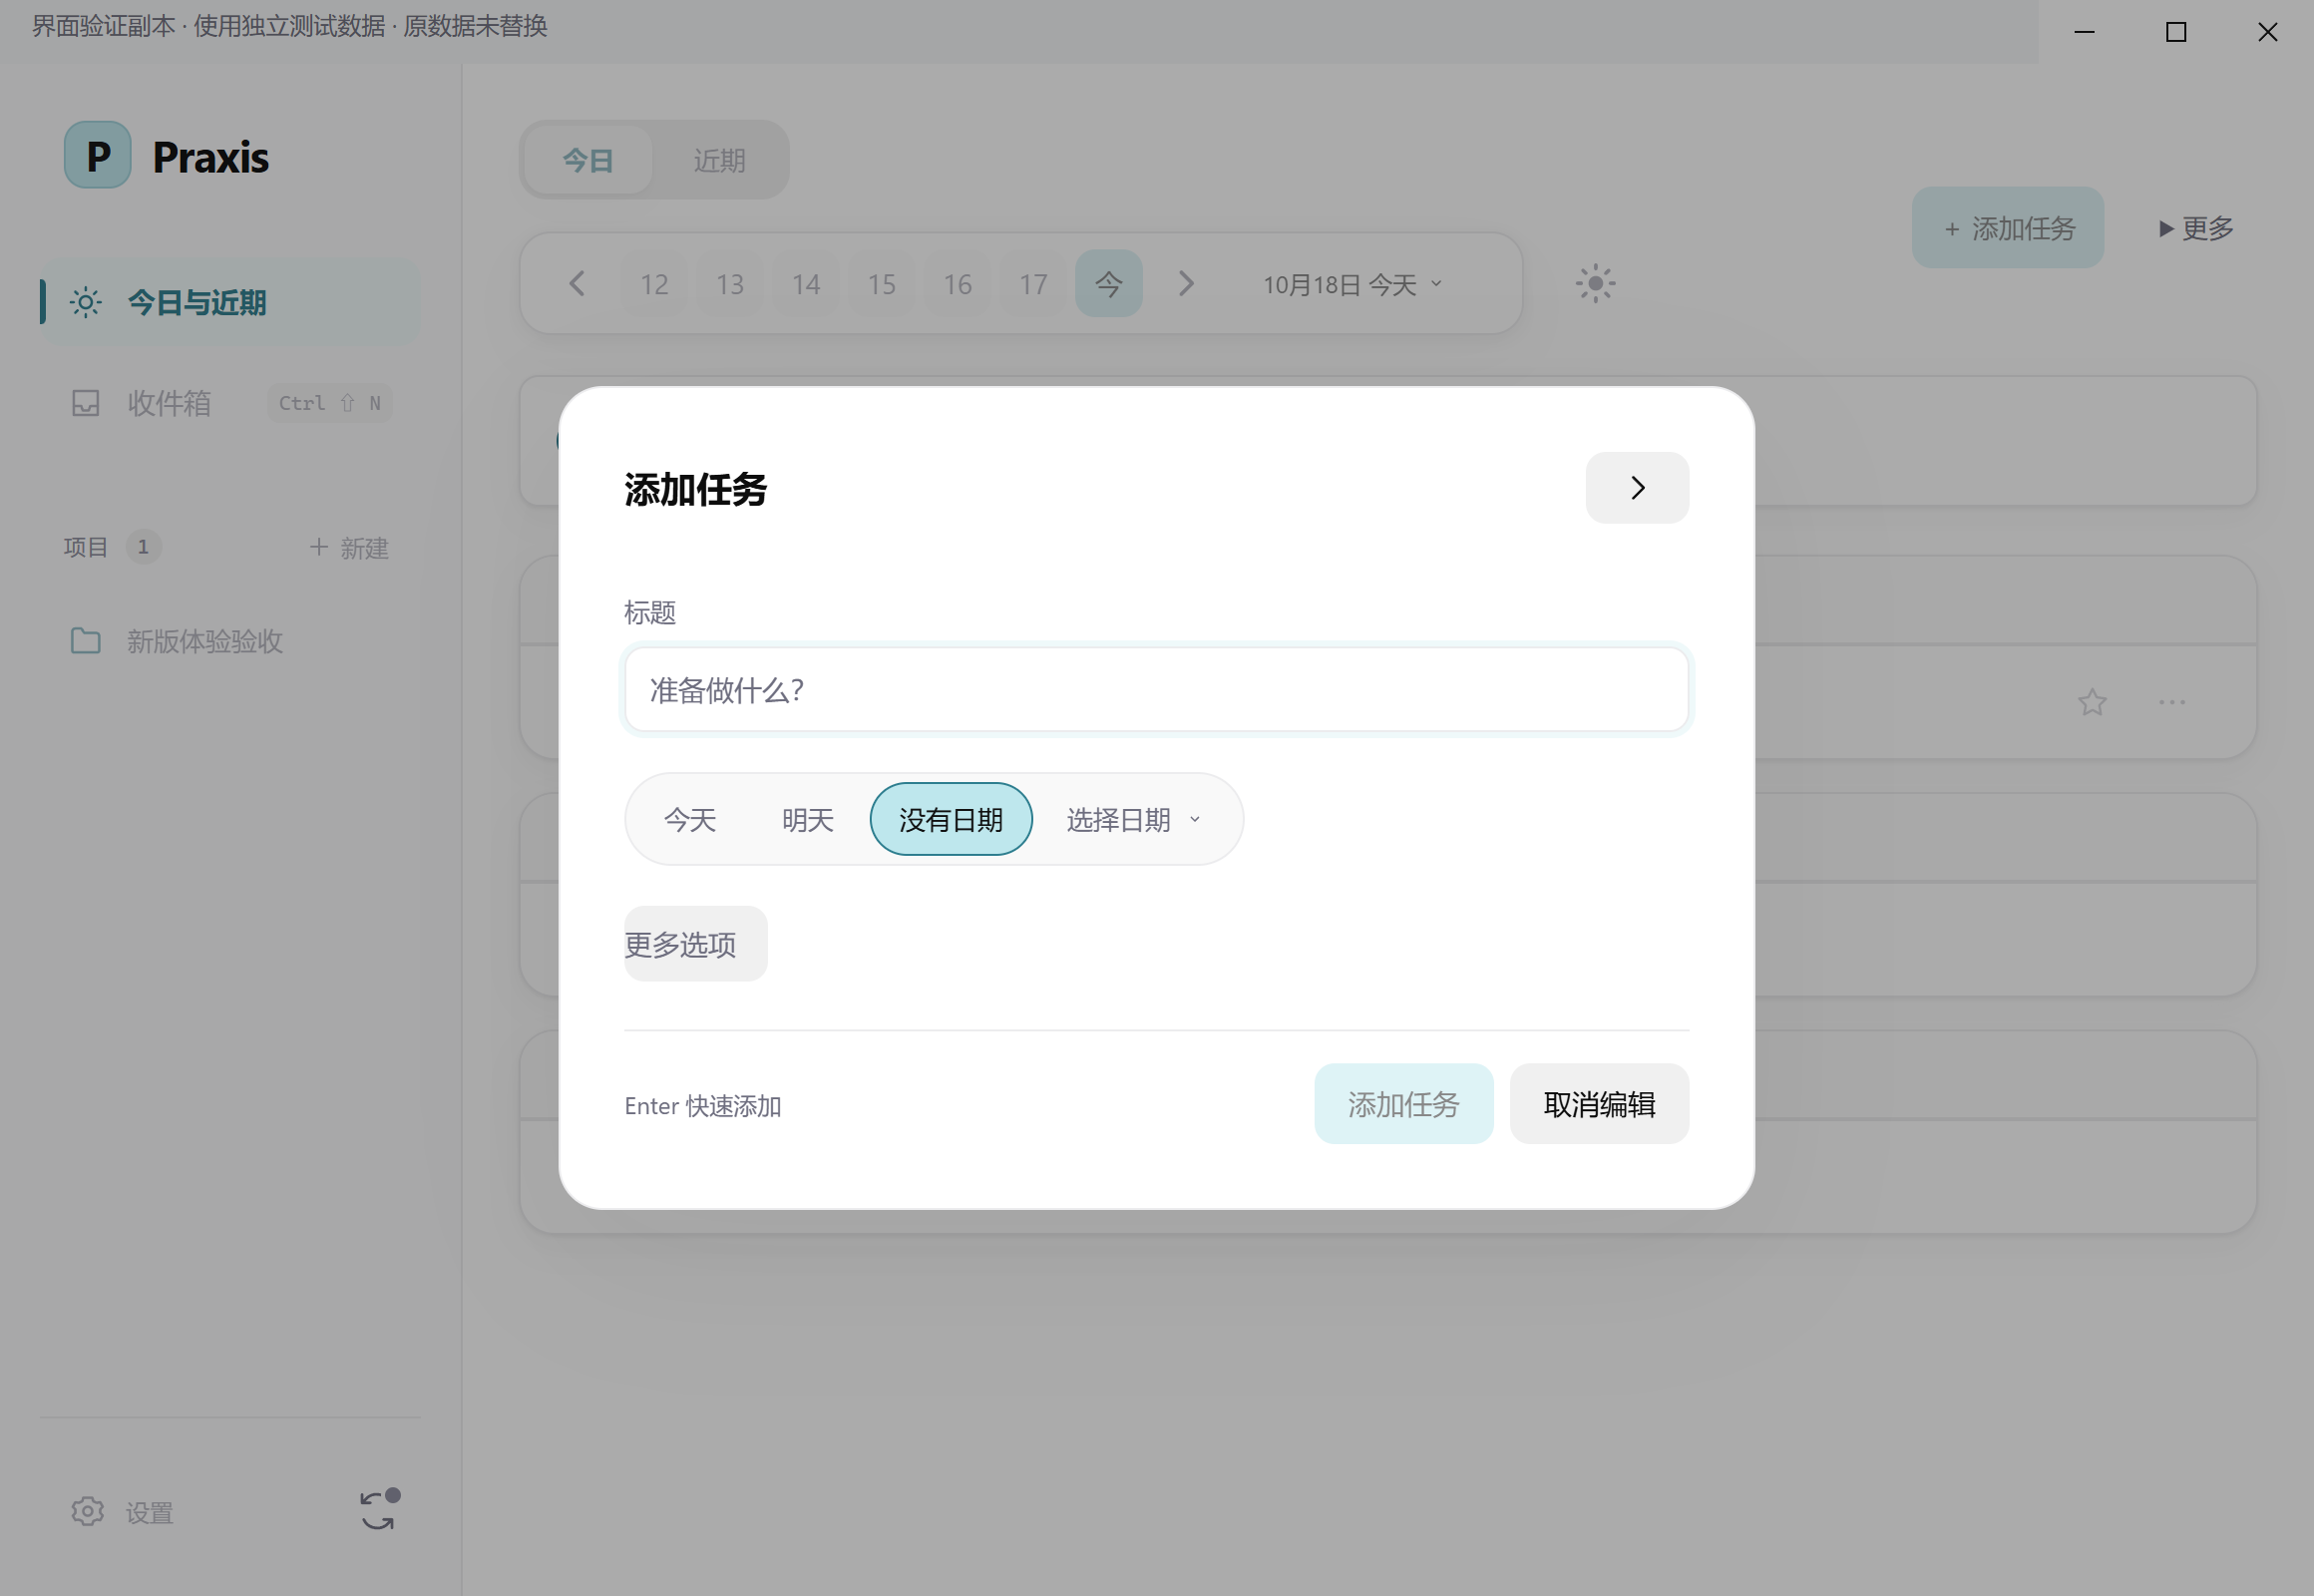 界面验证副本 · 使用独立测试数据 · 原数据未替换
P Praxis
今日与近期
收件箱 Ctrl ⇧ N
项目 1 + 新建
新版体验验收
设置
今日 近期
12 13 14 15 16 17 今 10月18日 今天
+ 添加任务 更多
添加任务
标题
准备做什么?
今天 明天 没有日期 选择日期
更多选项
Enter 快速添加 添加任务 取消编辑